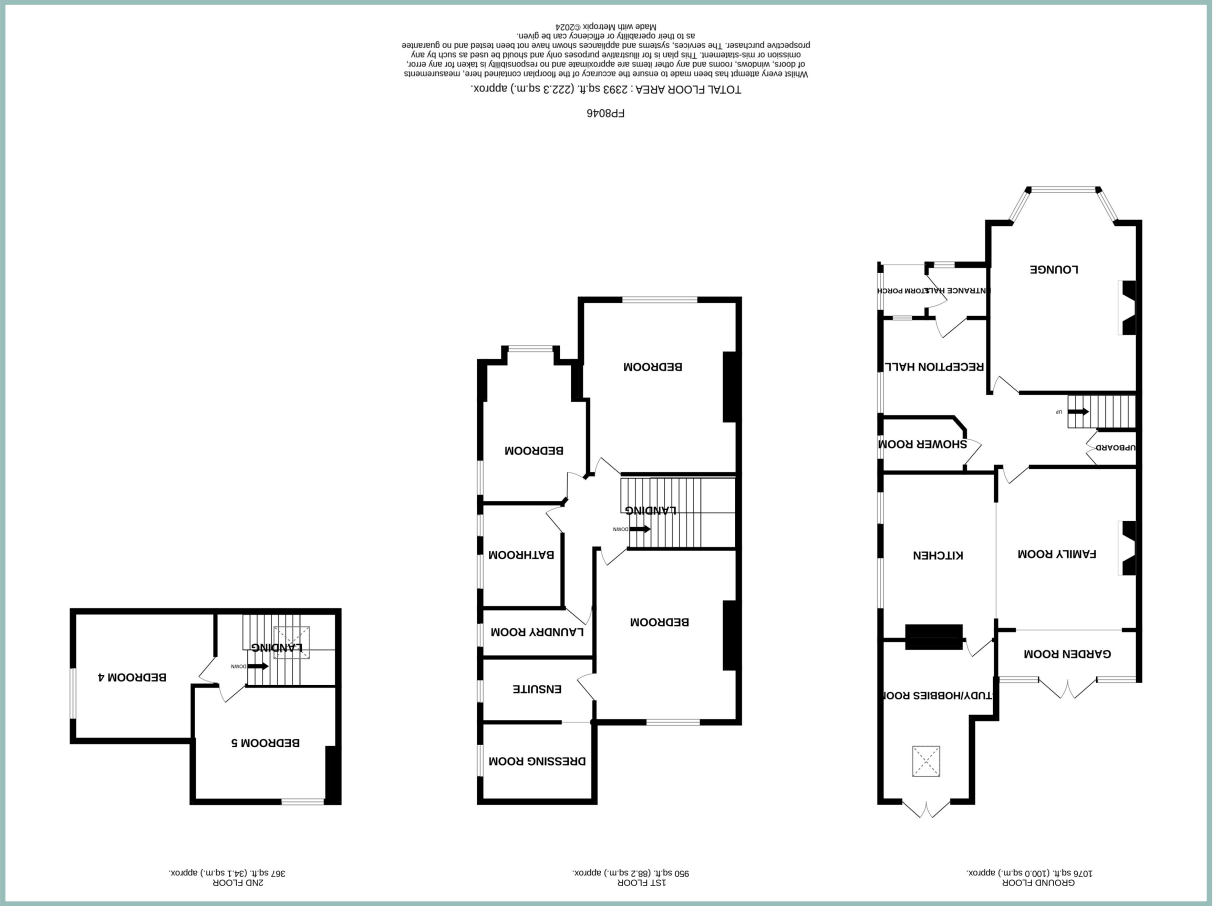 GROUND FLOOR
1076 sq.ft. (100.0 sq.m.) approx.
TUDY/HOBBIES ROOM
GARDEN ROOM
KITCHEN
FAMILY ROOM
SHOWER ROOM
UPBOARD
UP
RECEPTION HALL
STORM PORCH
NTRANCE HALL
LOUNGE
1ST FLOOR
950 sq.ft. (88.2 sq.m.) approx.
DRESSING ROOM
ENSUITE
LAUNDRY ROOM
BEDROOM
BATHROOM
DOWN
LANDING
BEDROOM
BEDROOM
2ND FLOOR
367 sq.ft. (34.1 sq.m.) approx.
BEDROOM 5
BEDROOM 4
DOWN
LANDING
FP8046
TOTAL FLOOR AREA : 2393 sq.ft. (222.3 sq.m.) approx.
Whilst every attempt has been made to ensure the accuracy of the floorplan contained here, measurements
of doors, windows, rooms and any other items are approximate and no responsibility is taken for any error,
omission or mis-statement. This plan is for illustrative purposes only and should be used as such by any
prospective purchaser. The services, systems and appliances shown have not been tested and no guarantee
as to their operability or efficiency can be given.
Made with Metropix ©2024